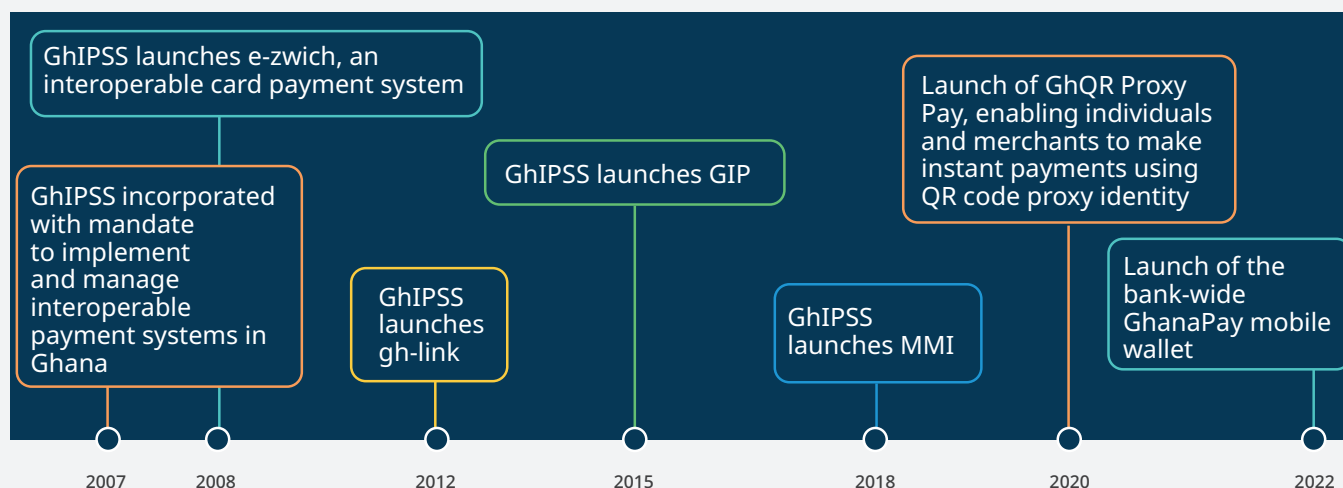 GhIPSS launches e-zwich, an
interoperable card payment system
GhIPSS incorporated
with mandate
to implement
and manage
interoperable
payment systems in
Ghana
GhIPSS
launches
gh-link
GhIPSS launches GIP
GhIPSS
launches MMI
Launch of GhQR Proxy
Pay, enabling individuals
and merchants to make
instant payments using
QR code proxy identity
Launch of the
bank-wide
GhanaPay mobile
wallet
2007
2008
2012
2015
2018
2020
2022